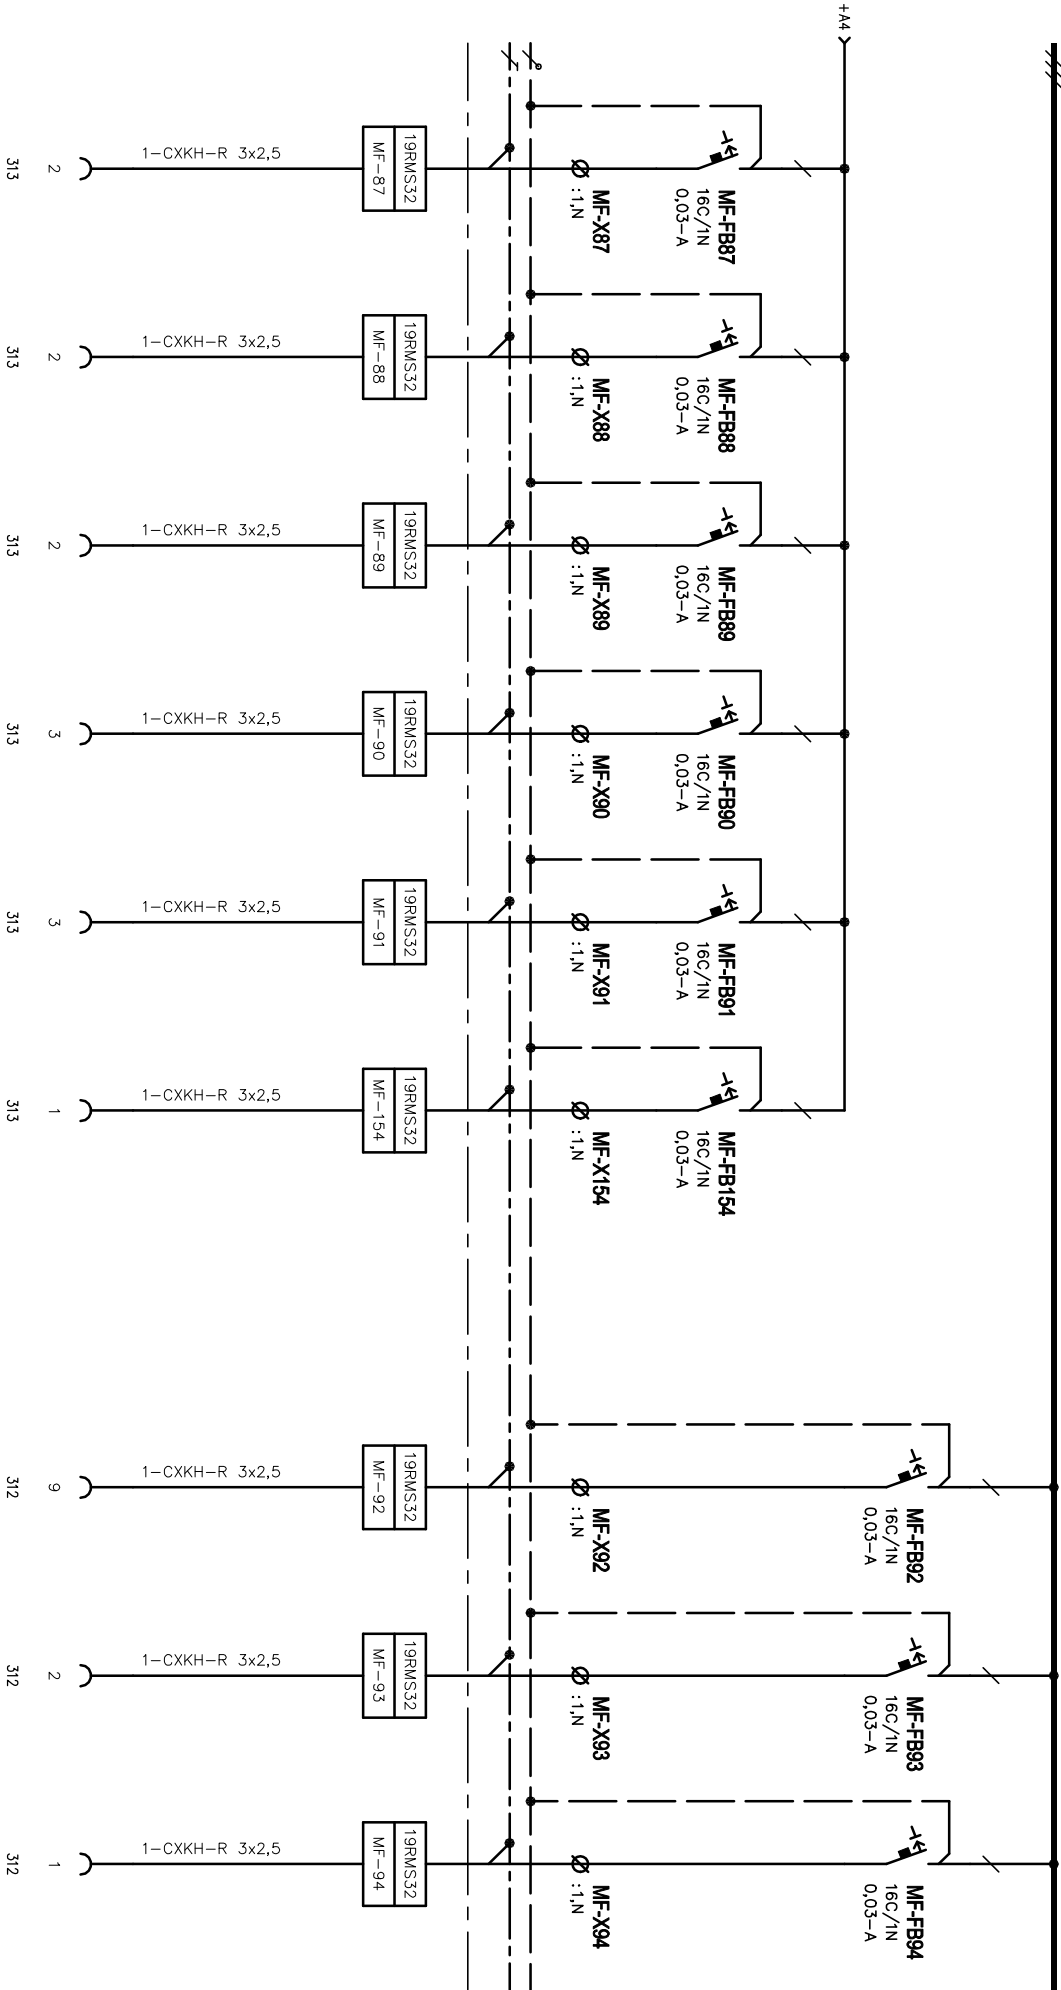 +A4
MF-FB87
16C/1N
0,03-A
MF-X87
:1,N
19RMS32
MF-87
1-CXKH-R 3x2,5
2
313
MF-FB88
16C/1N
0,03-A
MF-X88
:1,N
19RMS32
MF-88
1-CXKH-R 3x2,5
2
313
MF-FB89
16C/1N
0,03-A
MF-X89
:1,N
19RMS32
MF-89
1-CXKH-R 3x2,5
2
313
MF-FB90
16C/1N
0,03-A
MF-X90
:1,N
19RMS32
MF-90
1-CXKH-R 3x2,5
3
313
MF-FB91
16C/1N
0,03-A
MF-X91
:1,N
19RMS32
MF-91
1-CXKH-R 3x2,5
3
313
MF-FB154
16C/1N
0,03-A
MF-X154
:1,N
19RMS32
MF-154
1-CXKH-R 3x2,5
1
313
MF-FB92
16C/1N
0,03-A
MF-X92
:1,N
19RMS32
MF-92
1-CXKH-R 3x2,5
9
312
MF-FB93
16C/1N
0,03-A
MF-X93
:1,N
19RMS32
MF-93
1-CXKH-R 3x2,5
2
312
MF-FB94
16C/1N
0,03-A
MF-X94
:1,N
19RMS32
MF-94
1-CXKH-R 3x2,5
1
312